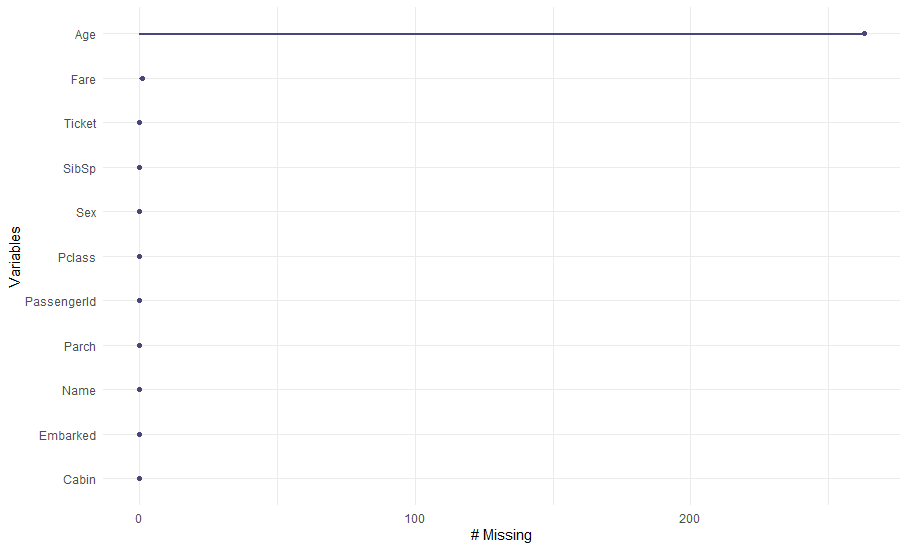 Age
Fare
Ticket
SibSp
Sex
Pclass
PassengerId
Parch
Name
Embarked
Cabin
Variables
0 100 200
# Missing